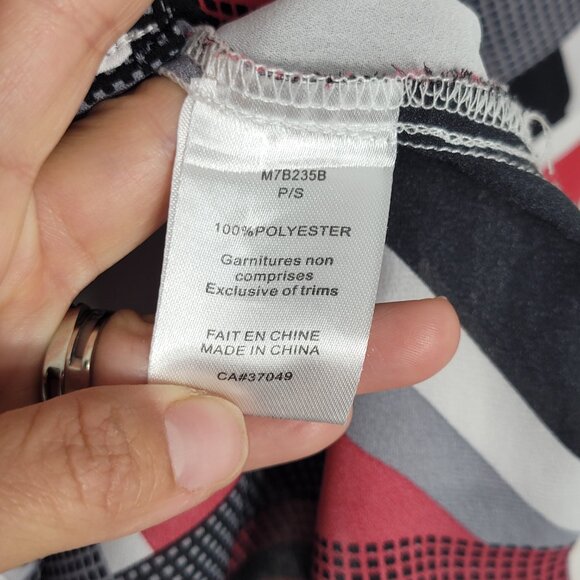 M7B235B
P/S
100%POLYESTER
Garnitures non
comprises
Exclusive of trims
FAIT EN CHINE
MADE IN CHINA
CA#37049